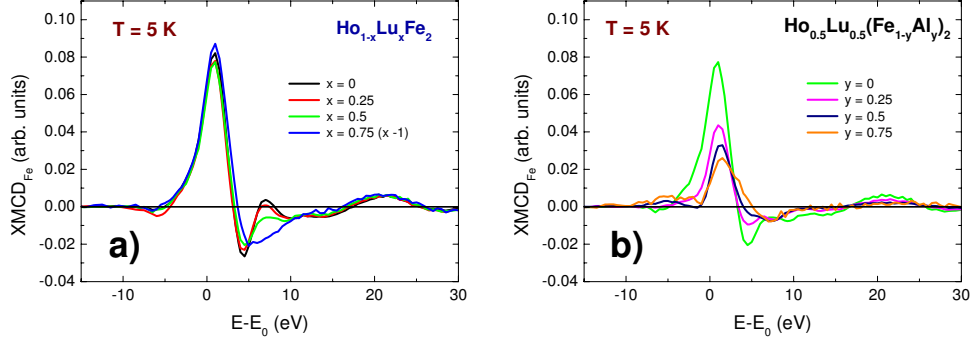 T = 5 K
Ho1-xLuxFe2
x = 0
x = 0.25
x = 0.5
x = 0.75 (x -1)
XMCDFe (arb. units)
0.10
0.08
0.06
0.04
0.02
0.00
-0.02
-0.04
a)
-10
0
10
20
30
E-E0 (eV)
T = 5 K
Ho0.5Lu0.5(Fe1-yAly)2
y = 0
y = 0.25
y = 0.5
y = 0.75
XMCDFe (arb. units)
0.10
0.08
0.06
0.04
0.02
0.00
-0.02
-0.04
b)
-10
0
10
20
30
E-E0 (eV)